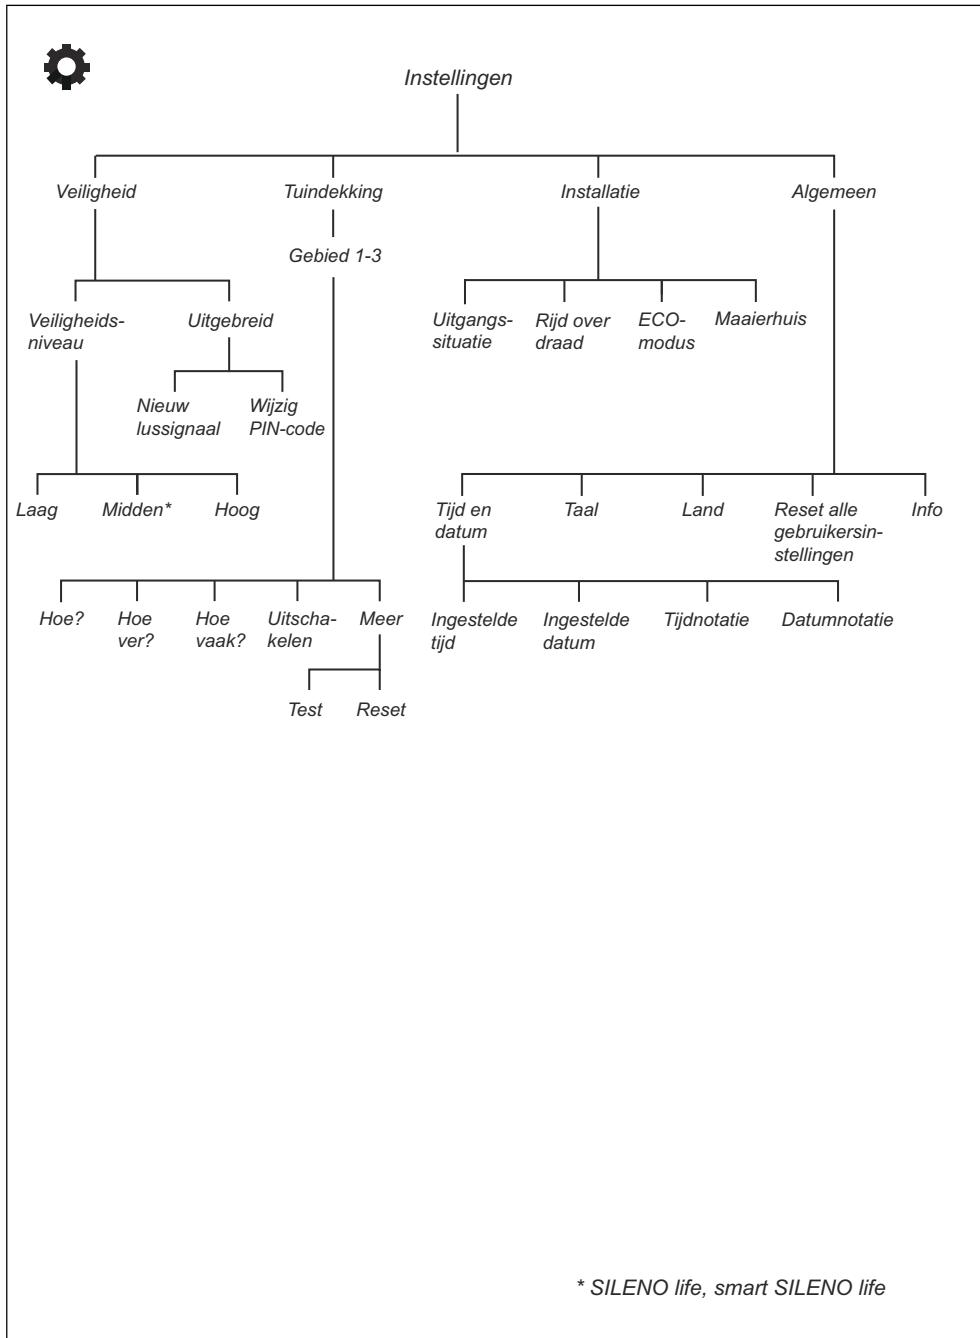 Instellingen
Veiligheid
Tuindekking
Installatie
Algemeen
Gebied 1-3
Veiligheids-
niveau
Uitgebreid
Uitgangs-
situatie
Rijd over
draad
ECO-
modus
Maaierhuis
Nieuw
lussignaal
Wijzig
PIN-code
Laag
Midden*
Hoog
Tijd en
datum
Taal
Land
Reset alle
gebruikersin-
stellingen
Info
Hoe?
Hoe
ver?
Hoe
vaak?
Uitscha-
kelen
Meer
Ingestelde
tijd
Ingestelde
datum
Tijdnotatie
Datumnotatie
Test
Reset
* SILENO life, smart SILENO life